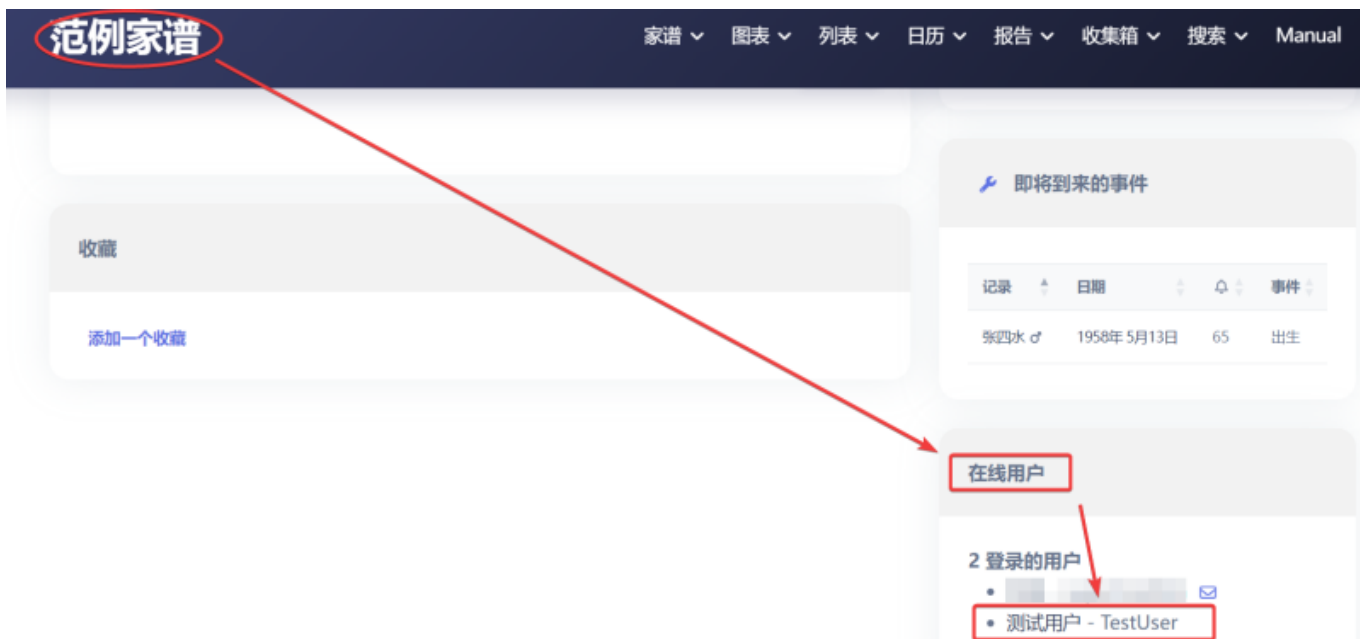 范例家谱
家谱 图表 列表 日历 报告 收集箱 搜索 Manual
即将到来的事件
收藏
记录 日期 事件
添加一个收藏
张四水 ♂ 1958年 5月13日 65 出生
在线用户
2 登录的用户
• 测试用户 - TestUser